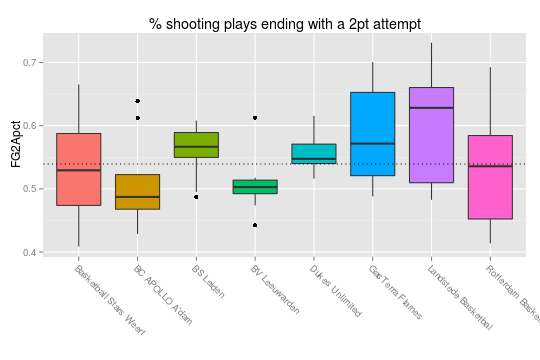 % shooting plays ending with a 2pt attempt
FG2Apct
0.7
0.6
0.5
0.4
Basketball Stars Weert
BC APOLLO A'dam
BS Leiden
BV Leeuwarden
Dukes Unlimited
GasTerra Flames
Landstede Basketbal
Rotterdam Baske